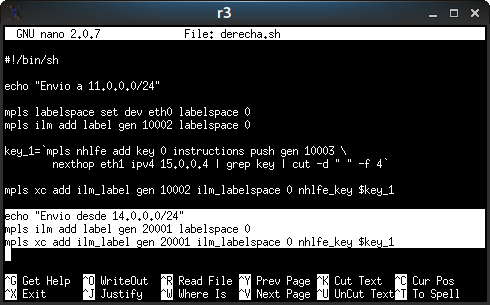 r3
GNU nano 2.0.7 File: derecha.sh
#!/bin/sh
echo "Envio a 11.0.0.0/24"
mpls labelspace set dev eth0 labelspace 0
mpls ilm add label gen 10002 labelspace 0
key_1=`mpls nhlfe add key 0 instructions push gen 10003 \
nexthop eth1 ipv4 15.0.0.4 | grep key | cut -d " " -f 4`
mpls xc add ilm_label gen 10002 ilm_labelspace 0 nhlfe_key $key_1
echo "Envio desde 14.0.0.0/24"
mpls ilm add label gen 20001 labelspace 0
mpls xc add ilm_label gen 20001 ilm_labelspace 0 nhlfe_key $key_1
^G Get Help ^O WriteOut ^R Read File ^Y Prev Page ^K Cut Text ^C Cur Pos
^X Exit ^J Justify ^W Where Is ^V Next Page ^U UnCut Text ^T To Spell